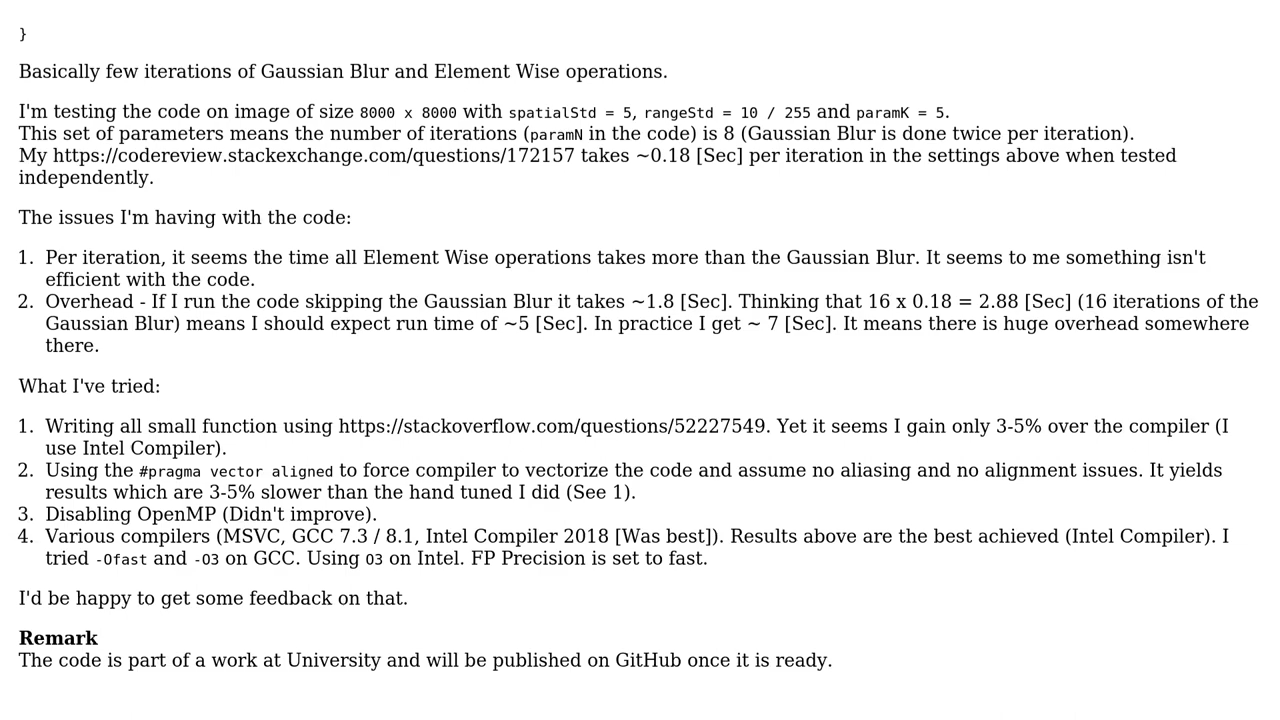 }
Basically few iterations of Gaussian Blur and Element Wise operations.
I'm testing the code on image of size 8000 x 8000 with spatialStd = 5, rangeStd = 10 / 255 and paramK = 5.
This set of parameters means the number of iterations (paramN in the code) is 8 (Gaussian Blur is done twice per iteration).
My https://codereview.stackexchange.com/questions/172157 takes ~0.18 [Sec] per iteration in the settings above when tested
independently.
The issues I'm having with the code:
1. Per iteration, it seems the time all Element Wise operations takes more than the Gaussian Blur. It seems to me something isn't
efficient with the code.
2. Overhead - If I run the code skipping the Gaussian Blur it takes ~1.8 [Sec]. Thinking that 16 x 0.18 = 2.88 [Sec] (16 iterations of the
Gaussian Blur) means I should expect run time of ~5 [Sec]. In practice I get ~ 7 [Sec]. It means there is huge overhead somewhere
there.
What I've tried:
1. Writing all small function using https://stackoverflow.com/questions/52227549. Yet it seems I gain only 3-5% over the compiler (I
use Intel Compiler).
2. Using the #pragma vector aligned to force compiler to vectorize the code and assume no aliasing and no alignment issues. It yields
results which are 3-5% slower than the hand tuned I did (See 1).
3. Disabling OpenMP (Didn't improve).
4. Various compilers (MSVC, GCC 7.3 / 8.1, Intel Compiler 2018 [Was best]). Results above are the best achieved (Intel Compiler). I
tried -Ofast and -O3 on GCC. Using O3 on Intel. FP Precision is set to fast.
I'd be happy to get some feedback on that.
Remark
The code is part of a work at University and will be published on GitHub once it is ready.